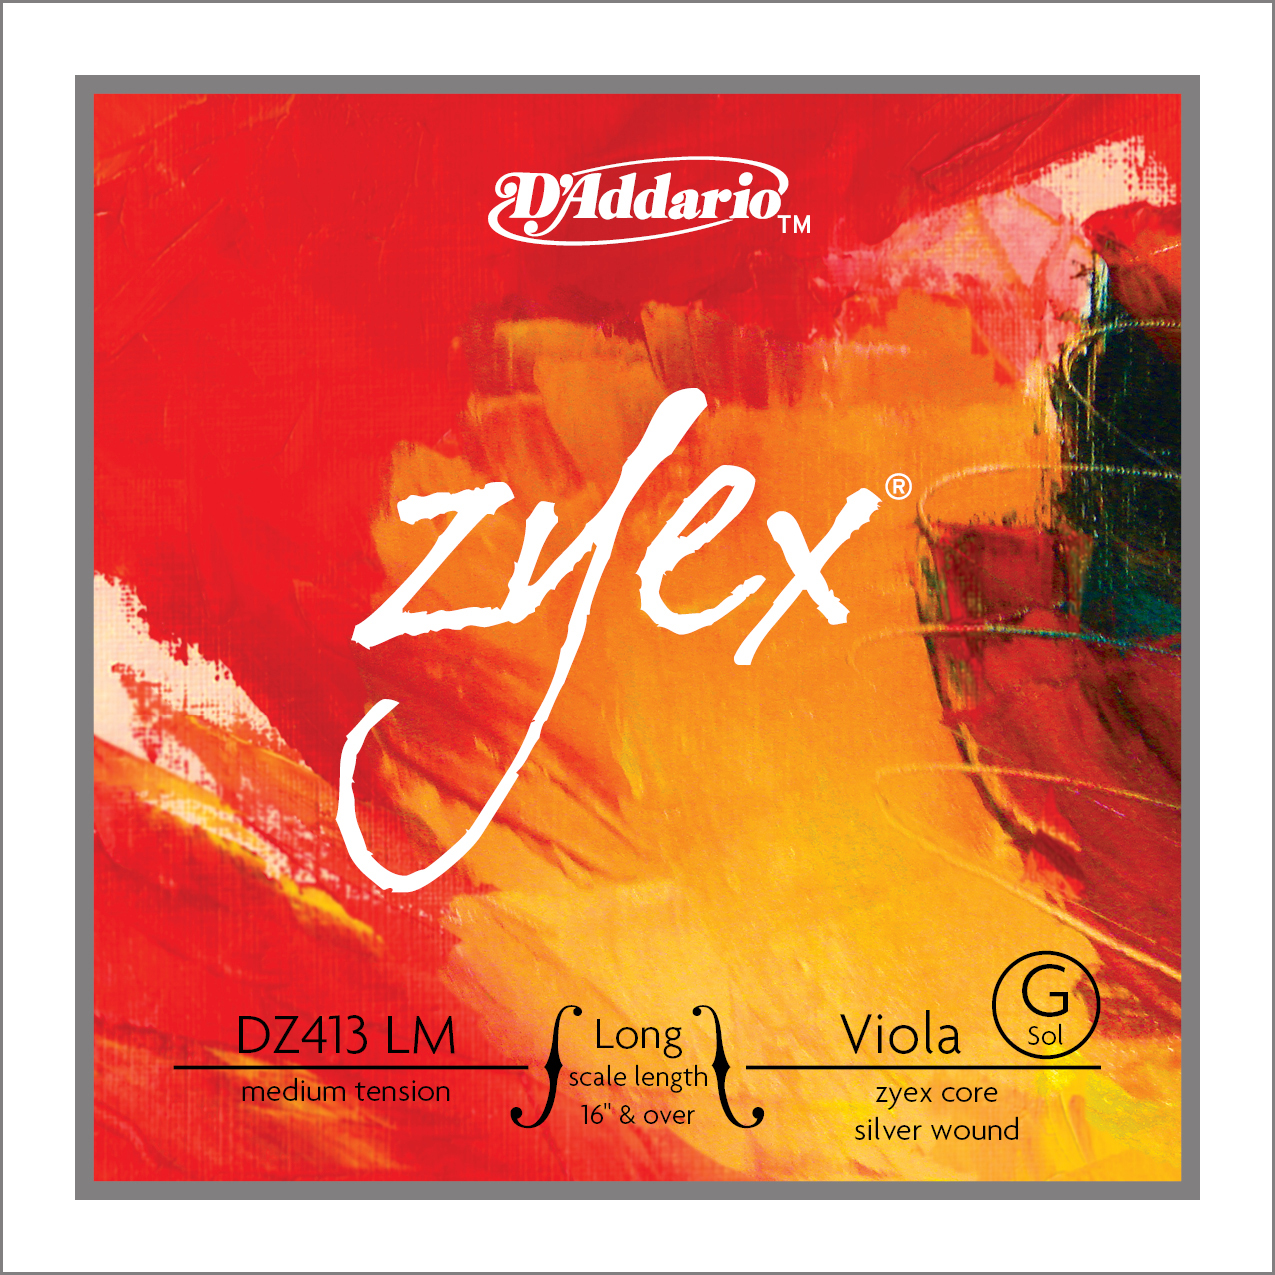 D'Addario™
zyex®
DZ413 LM
medium tension
Long
scale length
16" & over
Viola
G
Sol
zyex core
silver wound